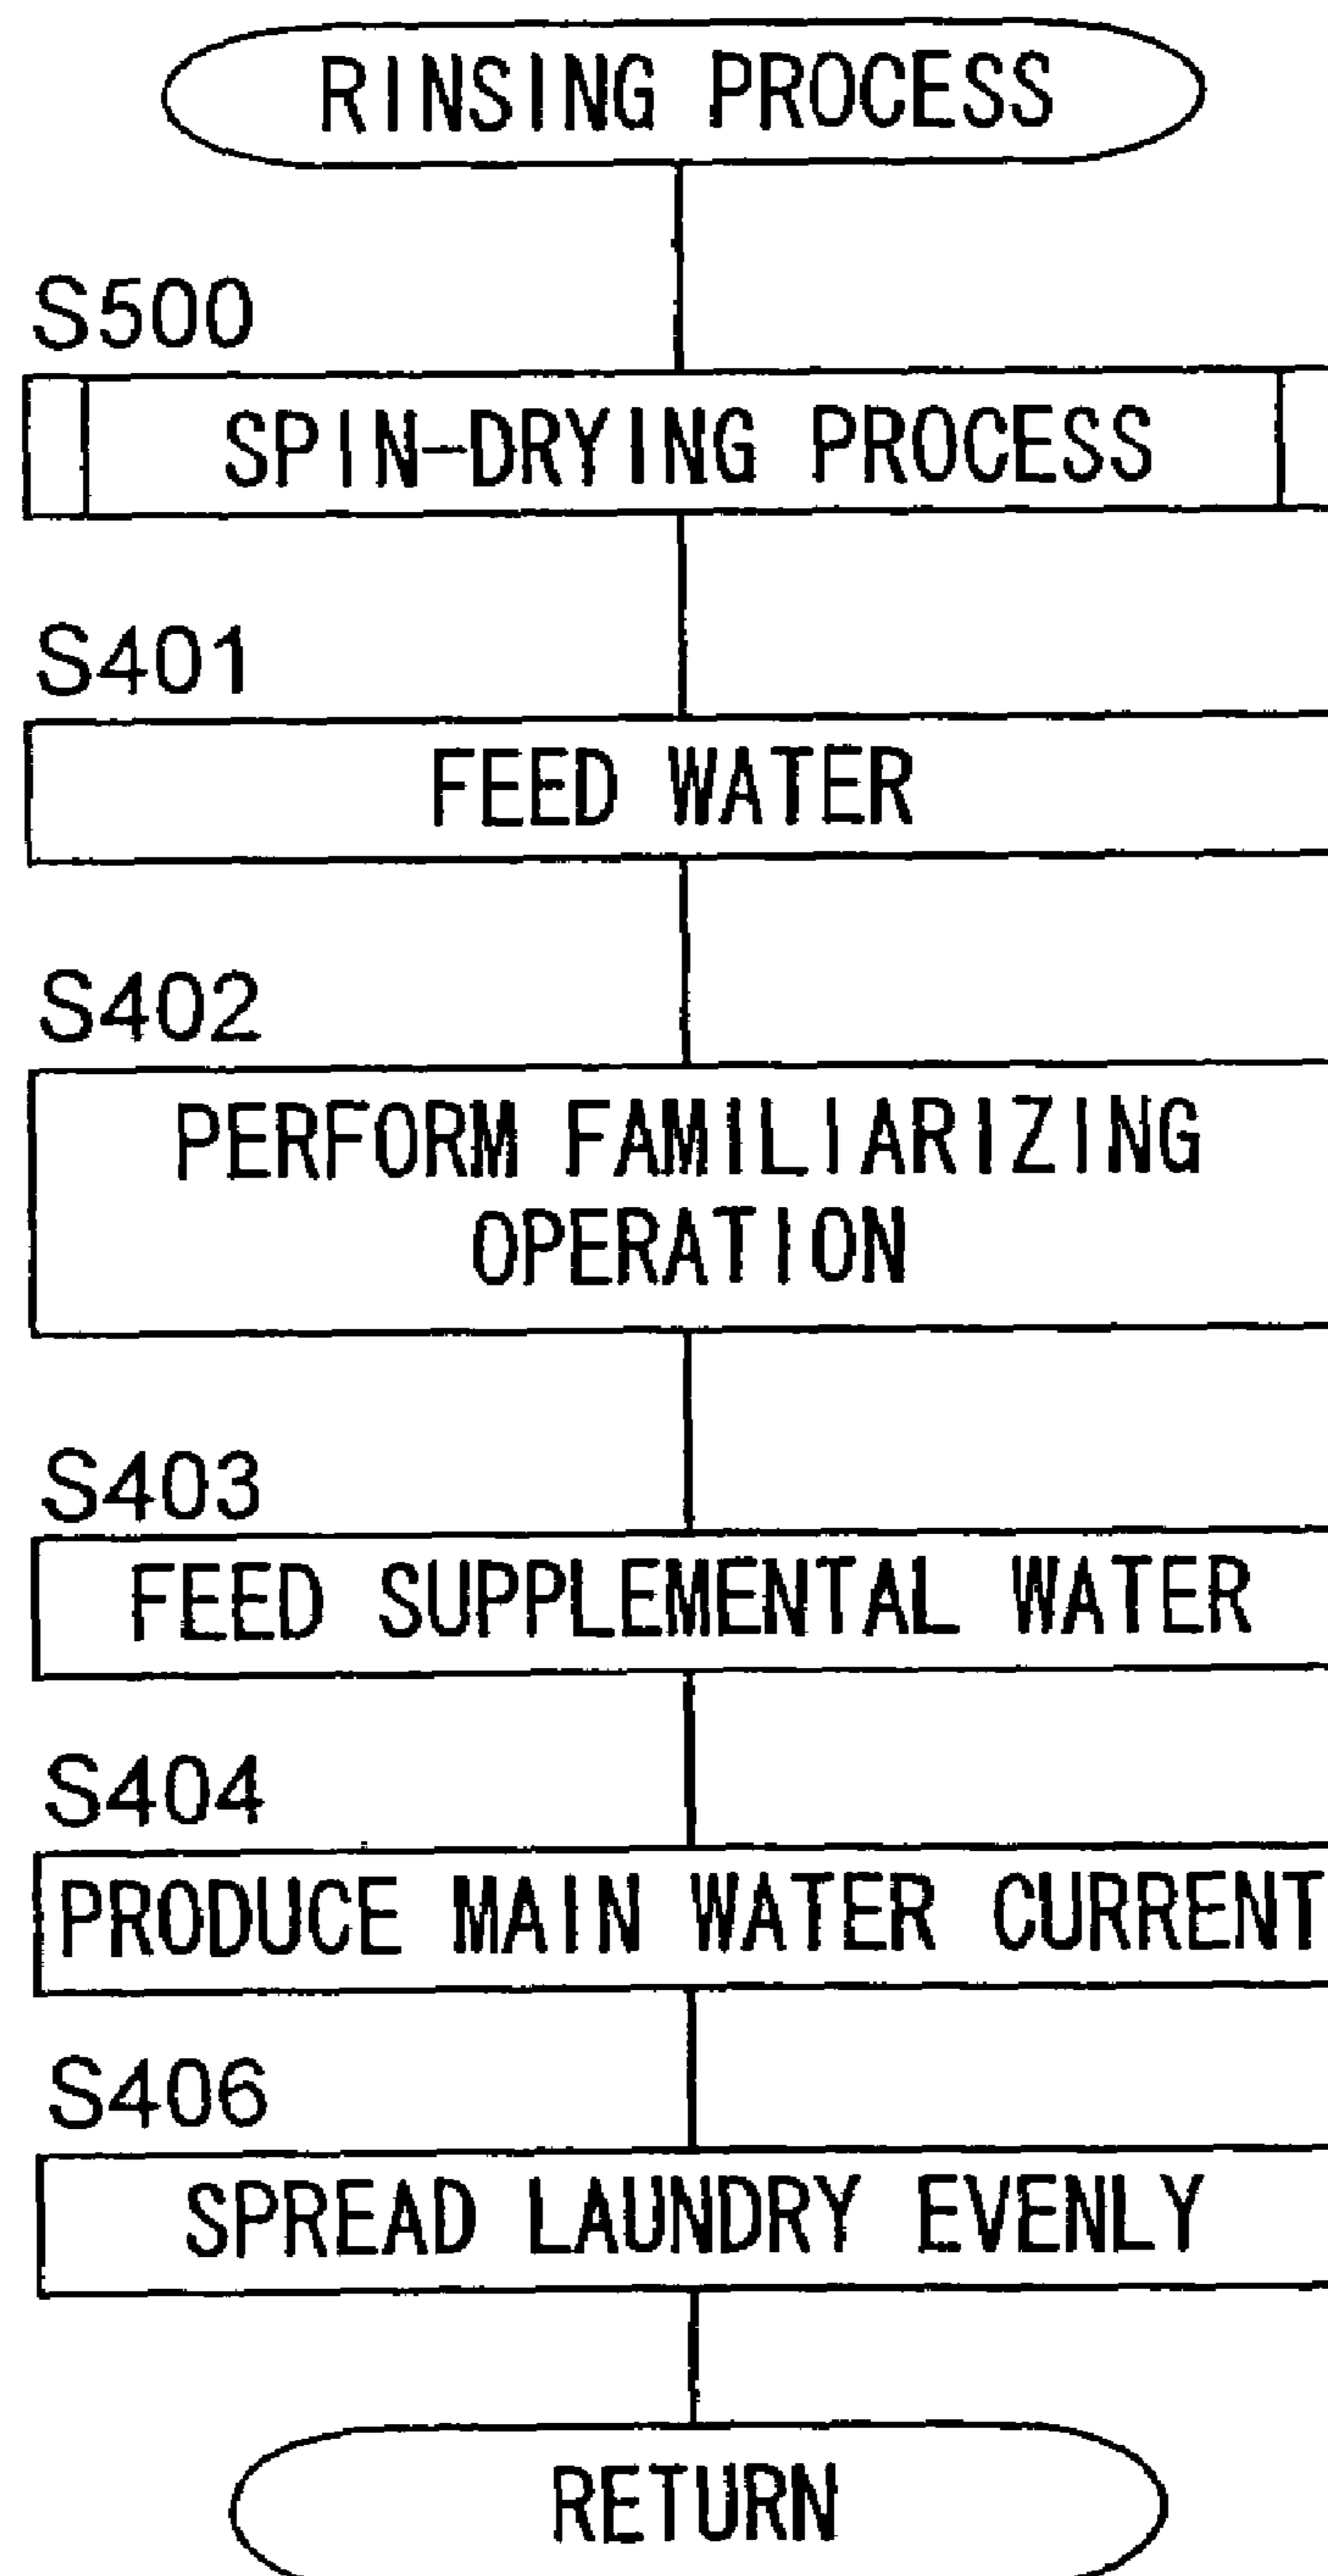 RINSING PROCESS
S500
SPIN-DRYING PROCESS
S401
FEED WATER
S402
PERFORM FAMILIARIZING
OPERATION
S403
FEED SUPPLEMENTAL WATER
S404
PRODUCE MAIN WATER CURRENT
S406
SPREAD LAUNDRY EVENLY
RETURN